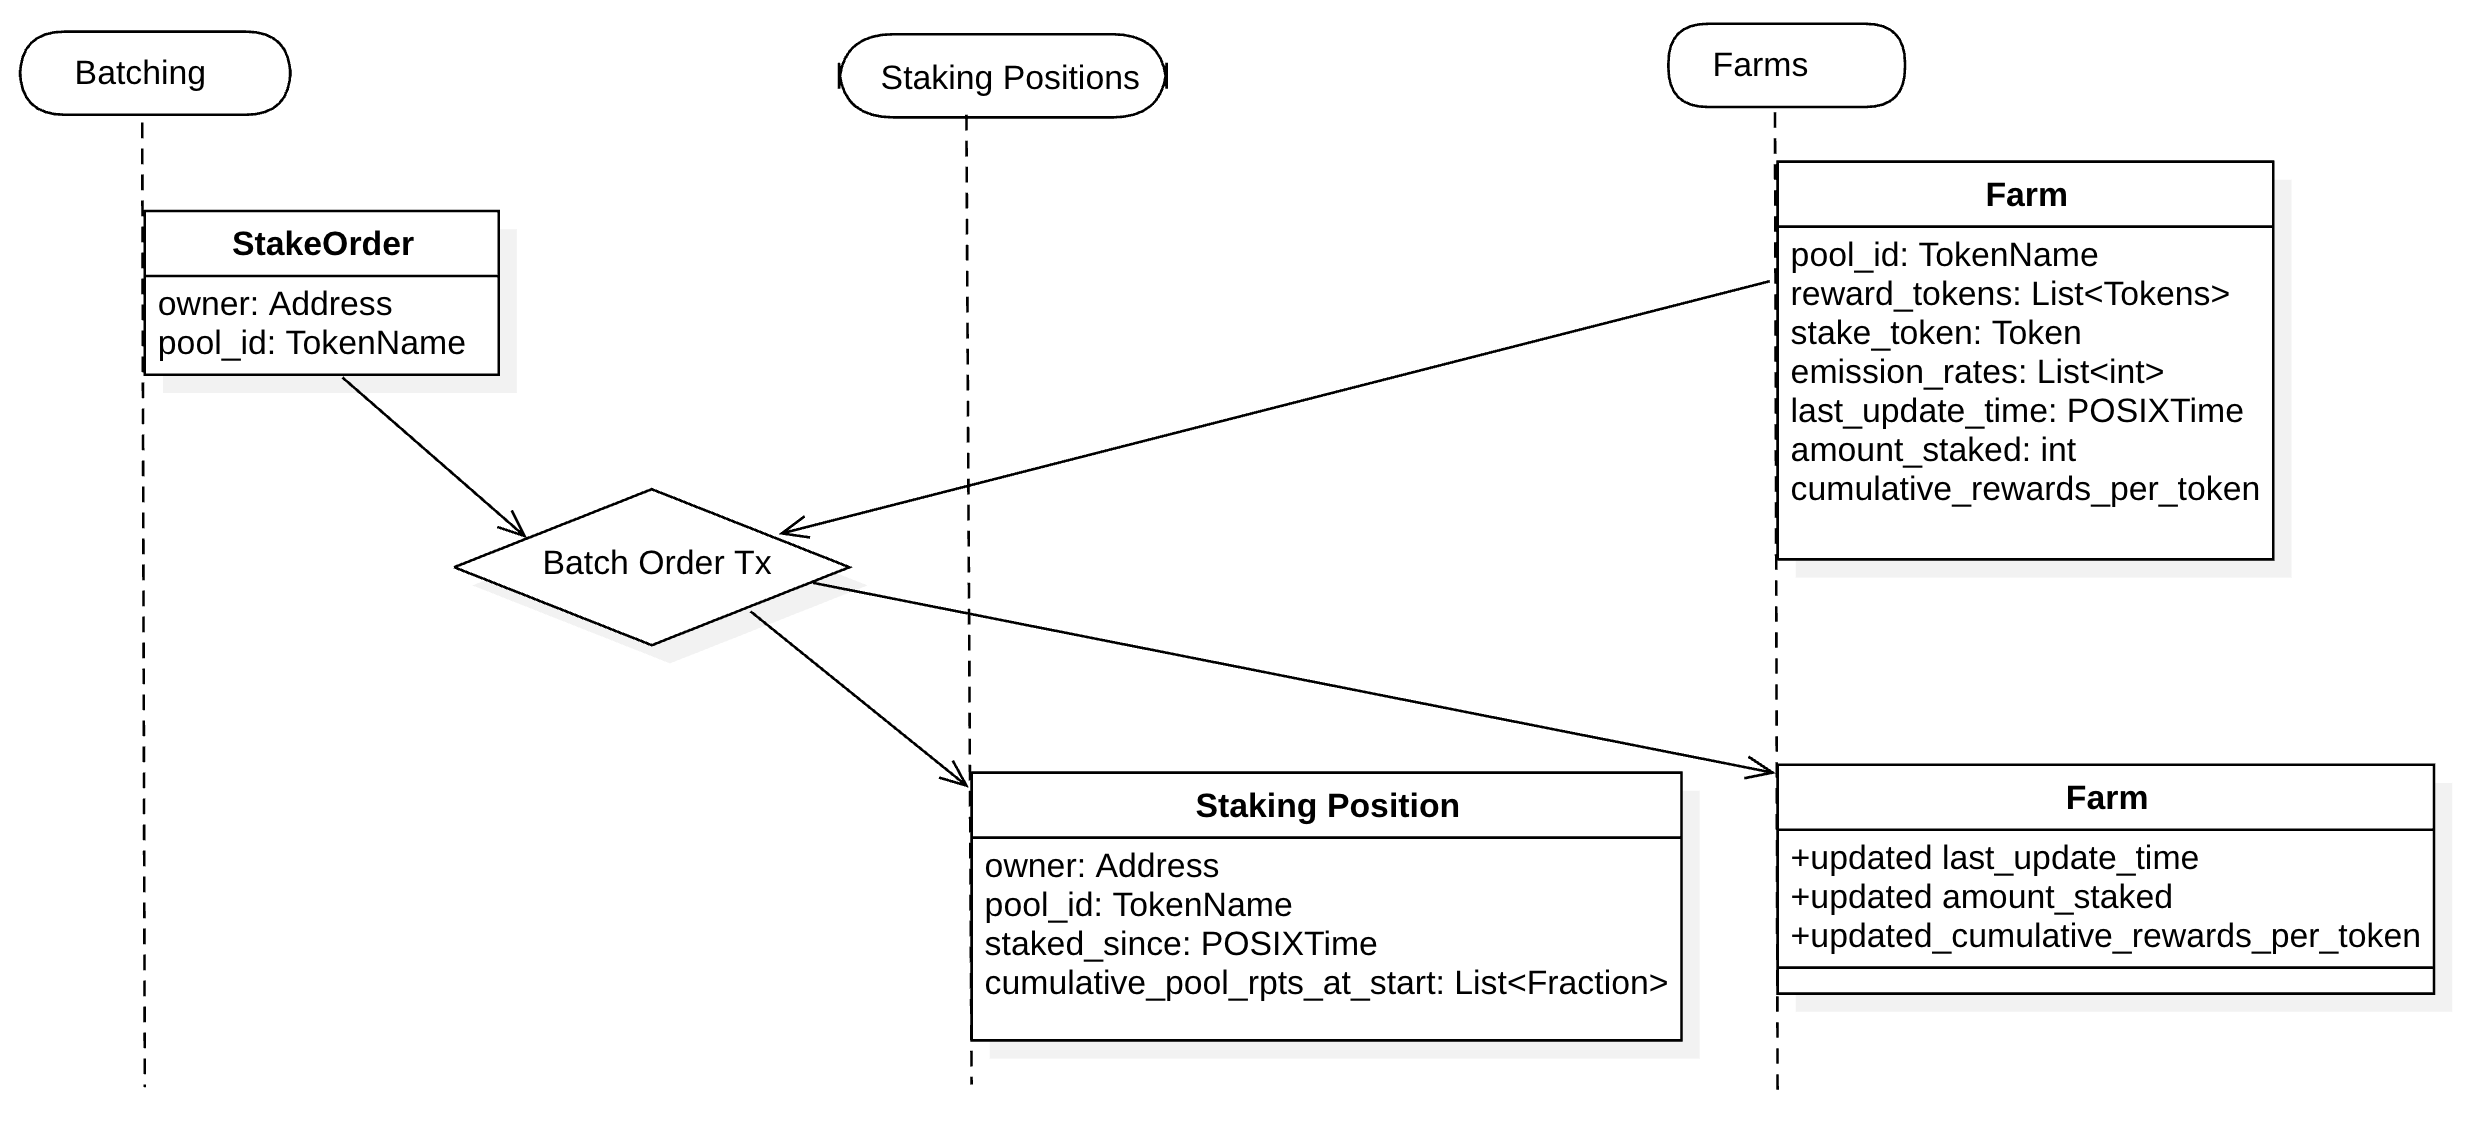 Batching
Staking Positions
Farms
StakeOrder
owner: Address
pool_id: TokenName
Farm
pool_id: TokenName
reward_tokens: List<Tokens>
stake_token: Token
emission_rates: List<int>
last_update_time: POSIXTime
amount_staked: int
cumulative_rewards_per_token
Batch Order Tx
Staking Position
owner: Address
pool_id: TokenName
staked_since: POSIXTime
cumulative_pool_rpts_at_start: List<Fraction>
Farm
+updated last_update_time
+updated amount_staked
+updated_cumulative_rewards_per_token